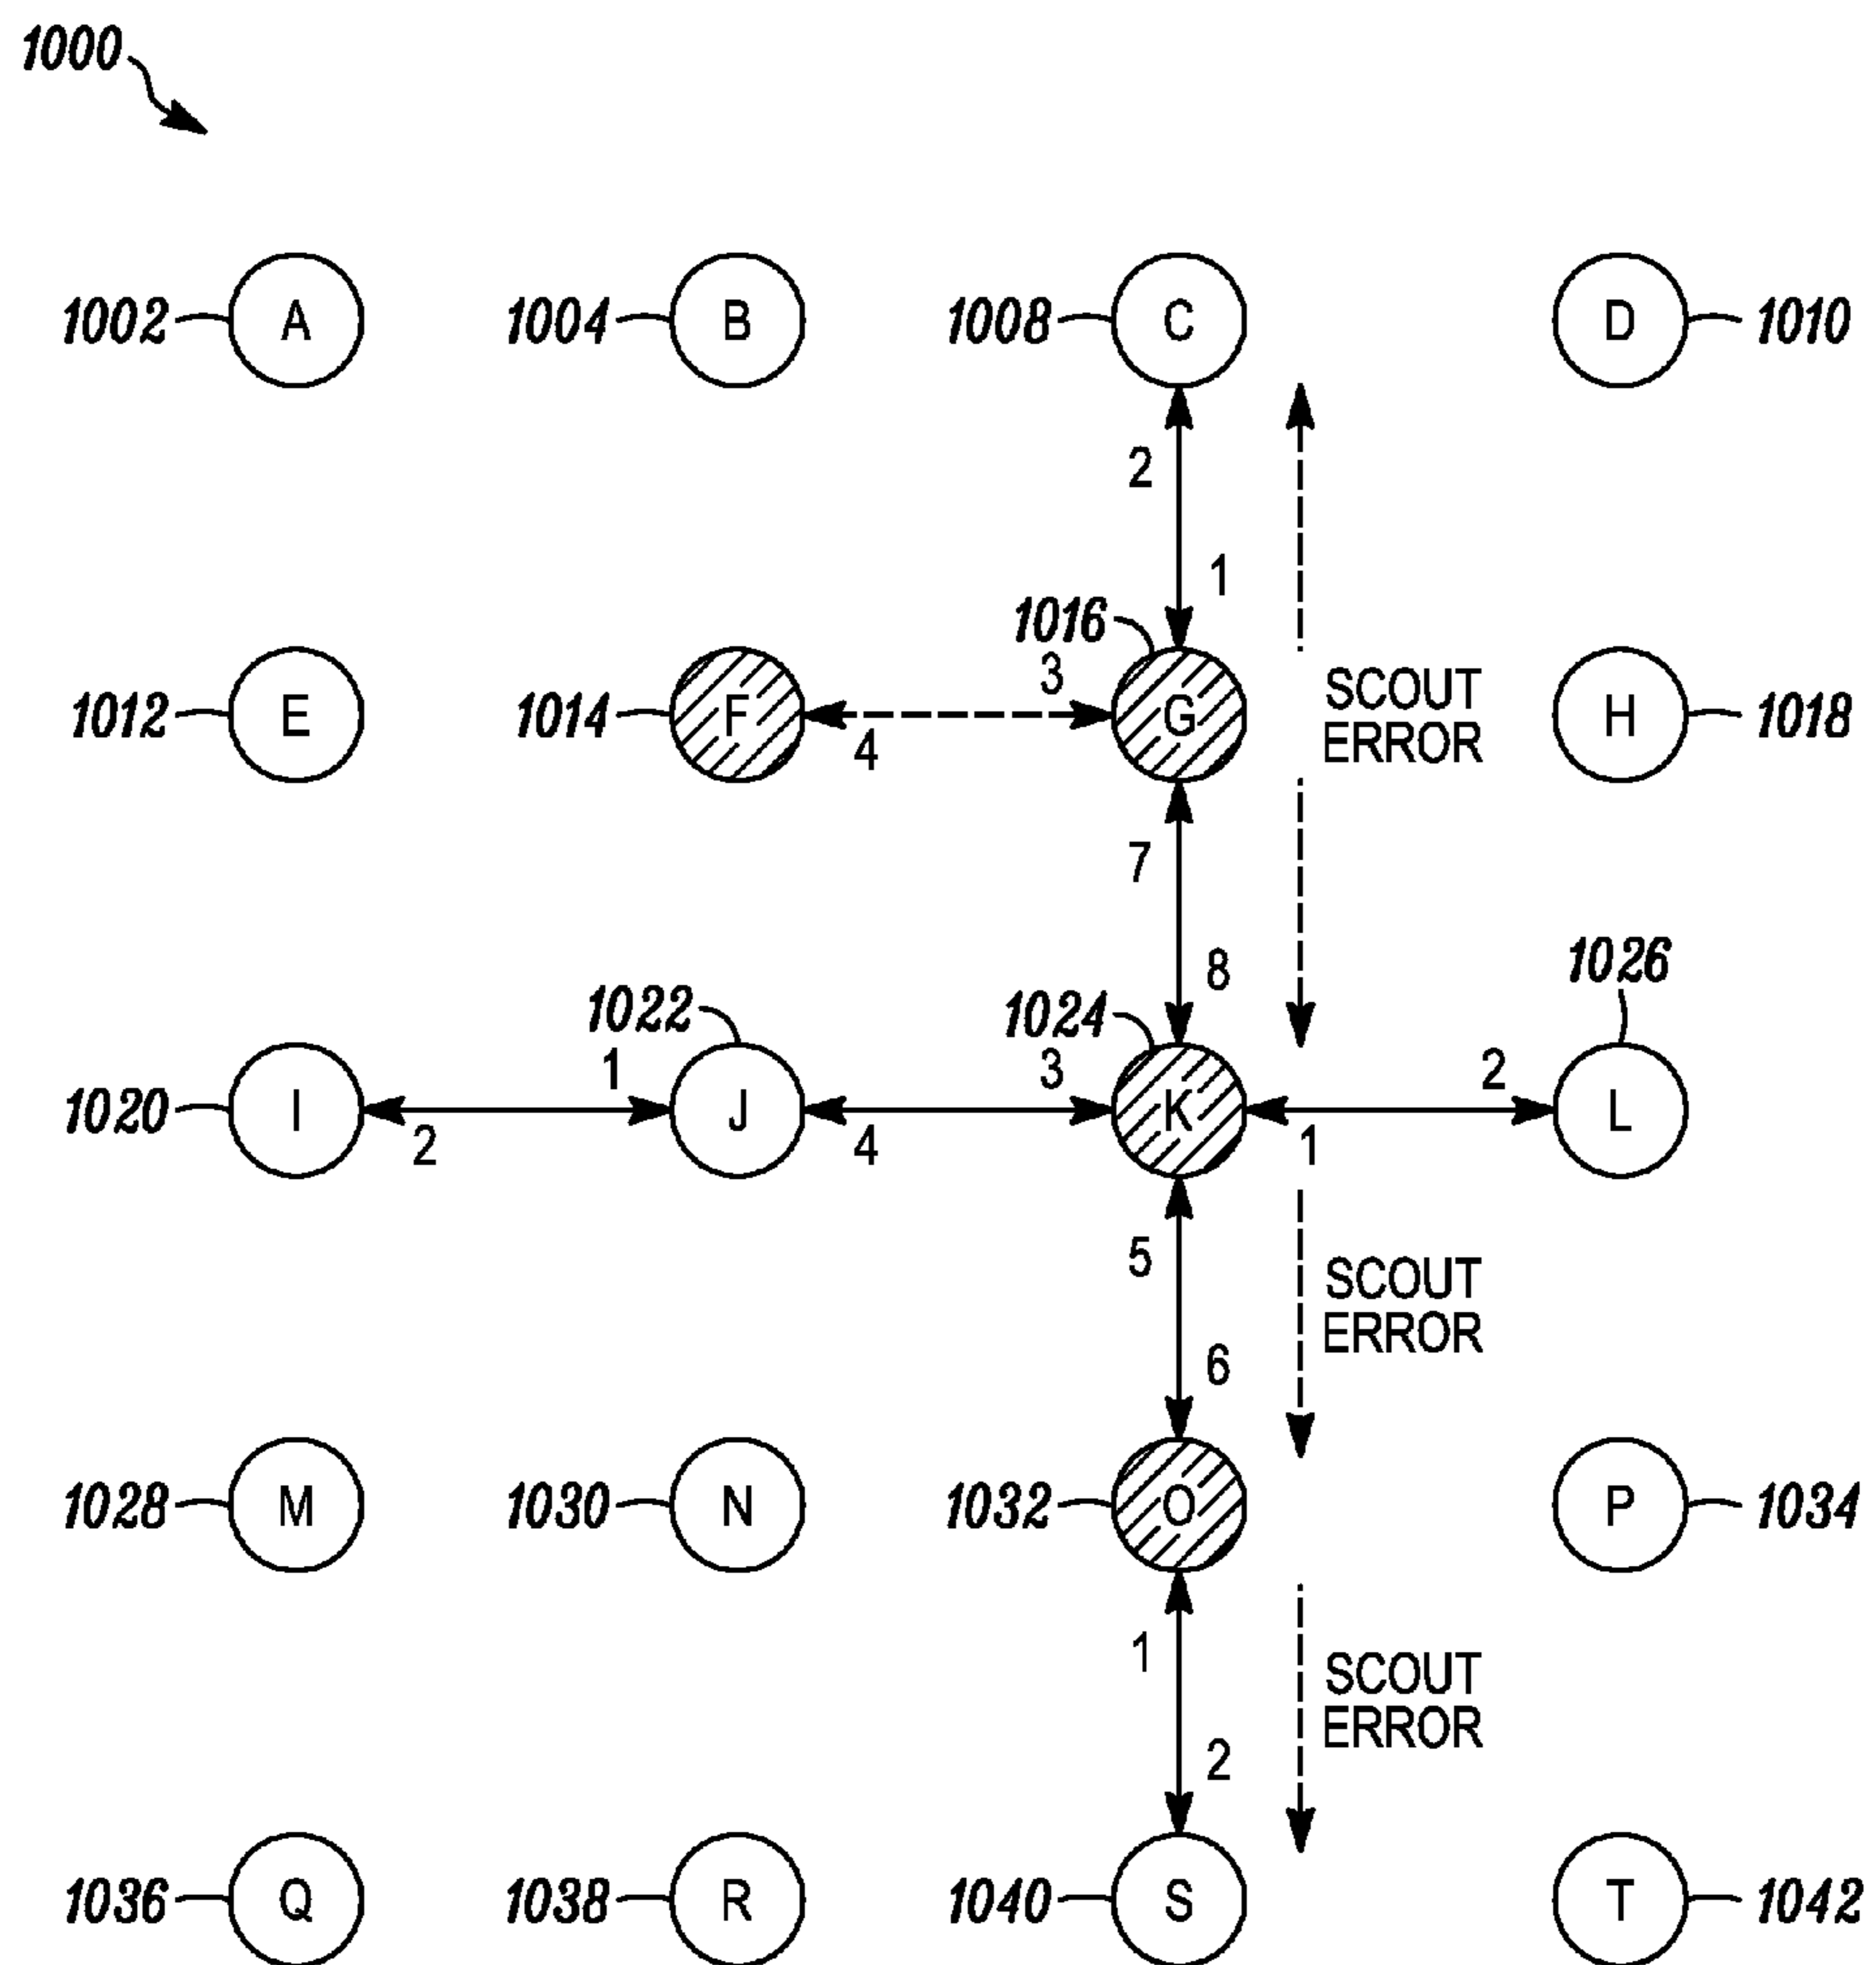 1000
1002 A 1004 B 1008 C D 1010
2
1
1016
3
1012 E 1014 F G SCOUT ERROR H 1018
4
7
8
1026
1022 1024
1 3 2
1020 I J K L
2 4 1
5
SCOUT
ERROR
6
1028 M 1030 N 1032 O P 1034
1
SCOUT
ERROR
2
1036 Q 1038 R 1040 S T 1042